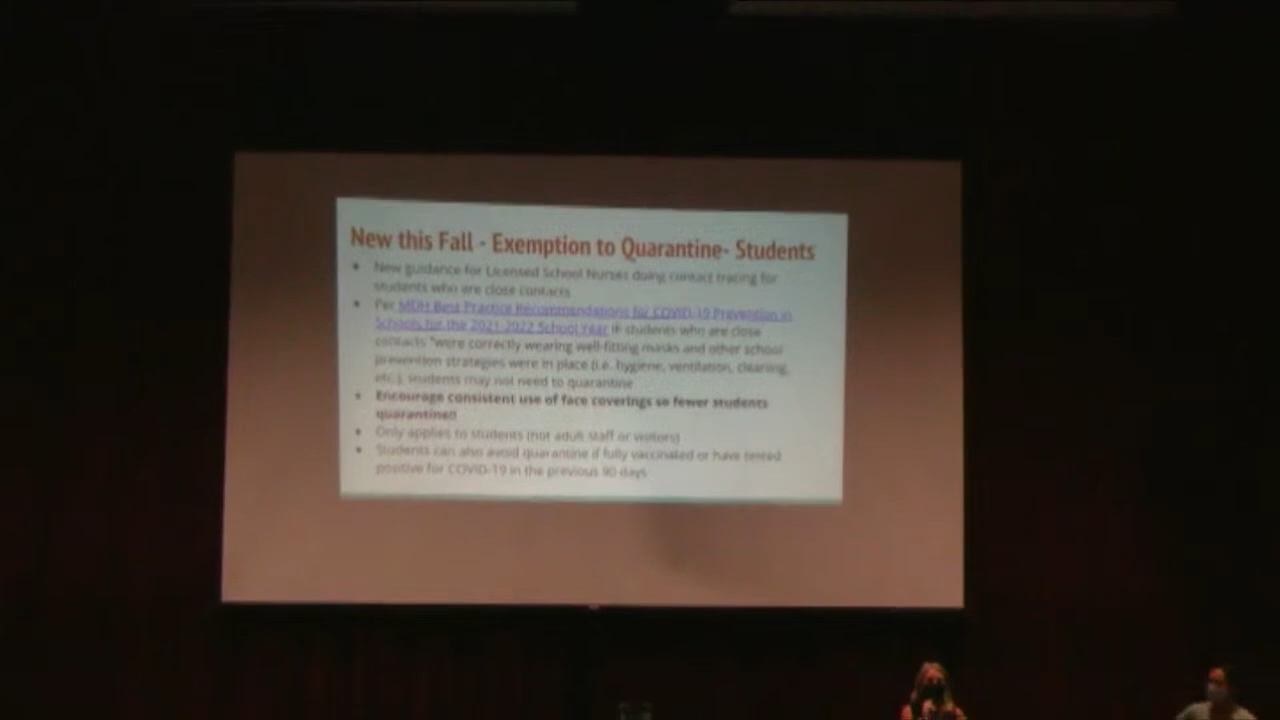 New this Fall - Exemption to Quarantine- Students
New guidance for Licensed School Nurses doing contact tracing for
students who are close contacts
Per MDH Best Practice Recommendations for COVID-19 Prevention in
Schools for the 2021-2022 School Year if students who are close
contacts "were correctly wearing well-fitting masks and other school
prevention strategies were in place (i.e. hygiene, ventilation, cleaning,
etc.), students may not need to quarantine
Encourage consistent use of face coverings so fewer students
quarantine!!
Only applies to students (not adult staff or visitors)
Students can also avoid quarantine if fully vaccinated or have tested
positive for COVID-19 in the previous 90 days